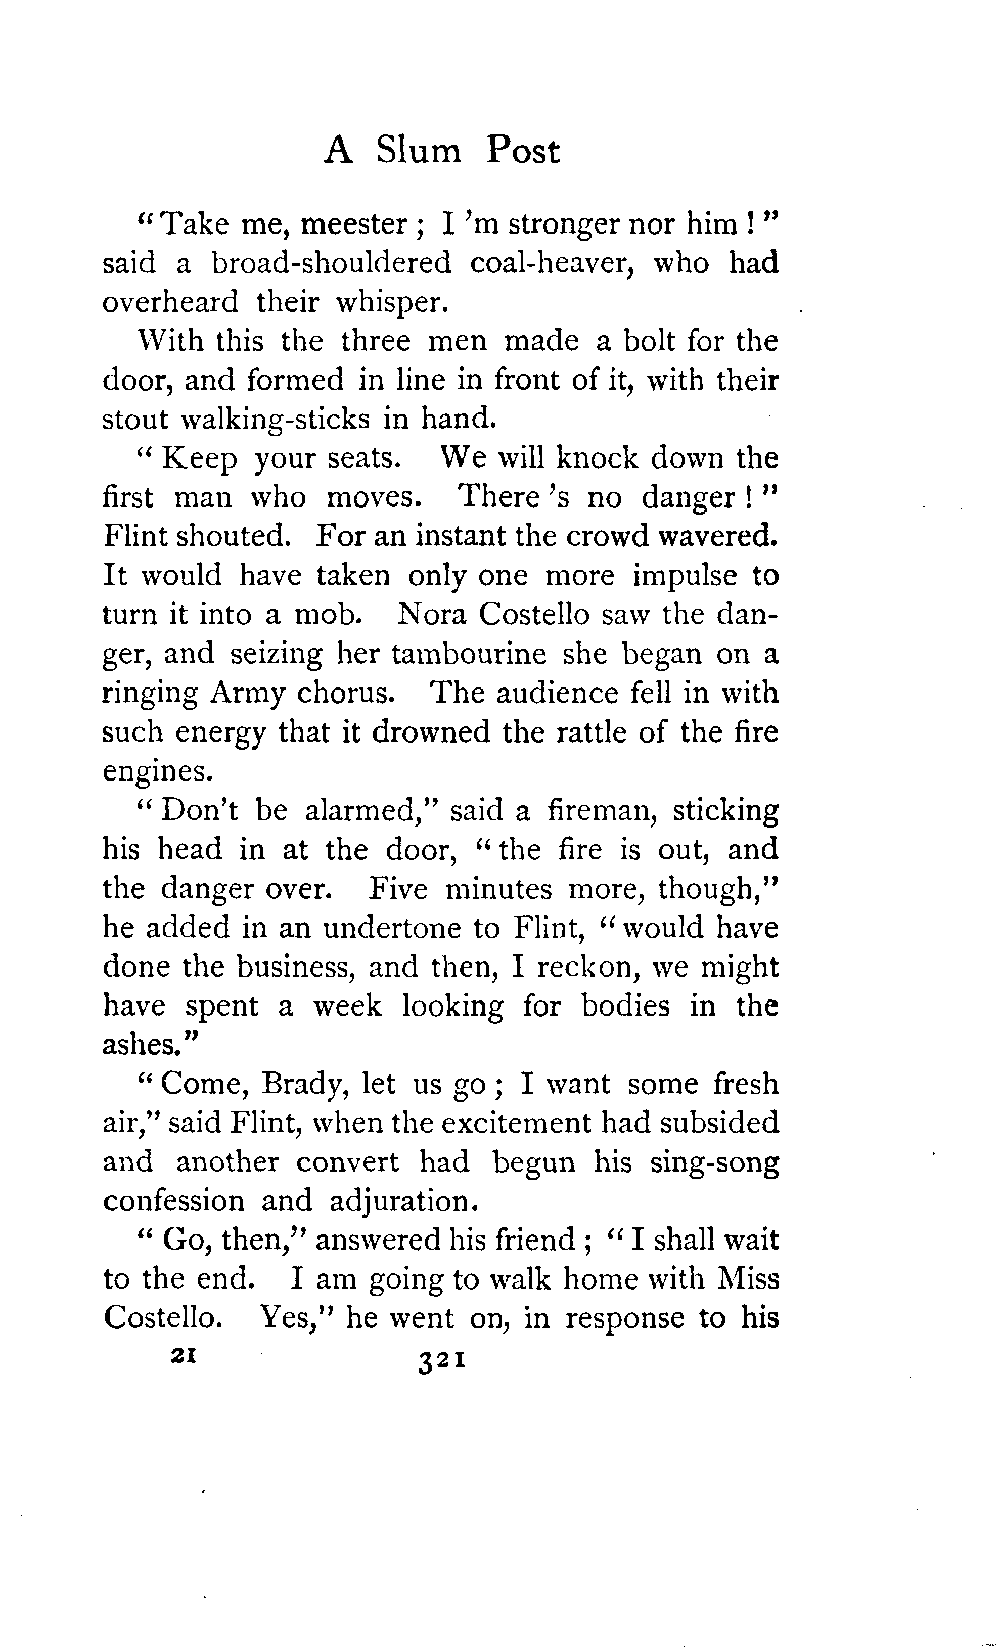 A Slum Post
"Take me, meester; I 'm stronger nor him!"
said a broad-shouldered coal-heaver, who had
overheard their whisper.
With this the three men made a bolt for the
door, and formed in line in front of it, with their
stout walking-sticks in hand.
"Keep your seats. We will knock down the
first man who moves. There 's no danger!"
Flint shouted. For an instant the crowd wavered.
It would have taken only one more impulse to
turn it into a mob. Nora Costello saw the dan-
ger, and seizing her tambourine she began on a
ringing Army chorus. The audience fell in with
such energy that it drowned the rattle of the fire
engines.
"Don't be alarmed," said a fireman, sticking
his head in at the door, "the fire is out, and
the danger over. Five minutes more, though,"
he added in an undertone to Flint, "would have
done the business, and then, I reckon, we might
have spent a week looking for bodies in the
ashes."
"Come, Brady, let us go; I want some fresh
air," said Flint, when the excitement had subsided
and another convert had begun his sing-song
confession and adjuration.
"Go, then," answered his friend; "I shall wait
to the end. I am going to walk home with Miss
Costello. Yes," he went on, in response to his
21 321